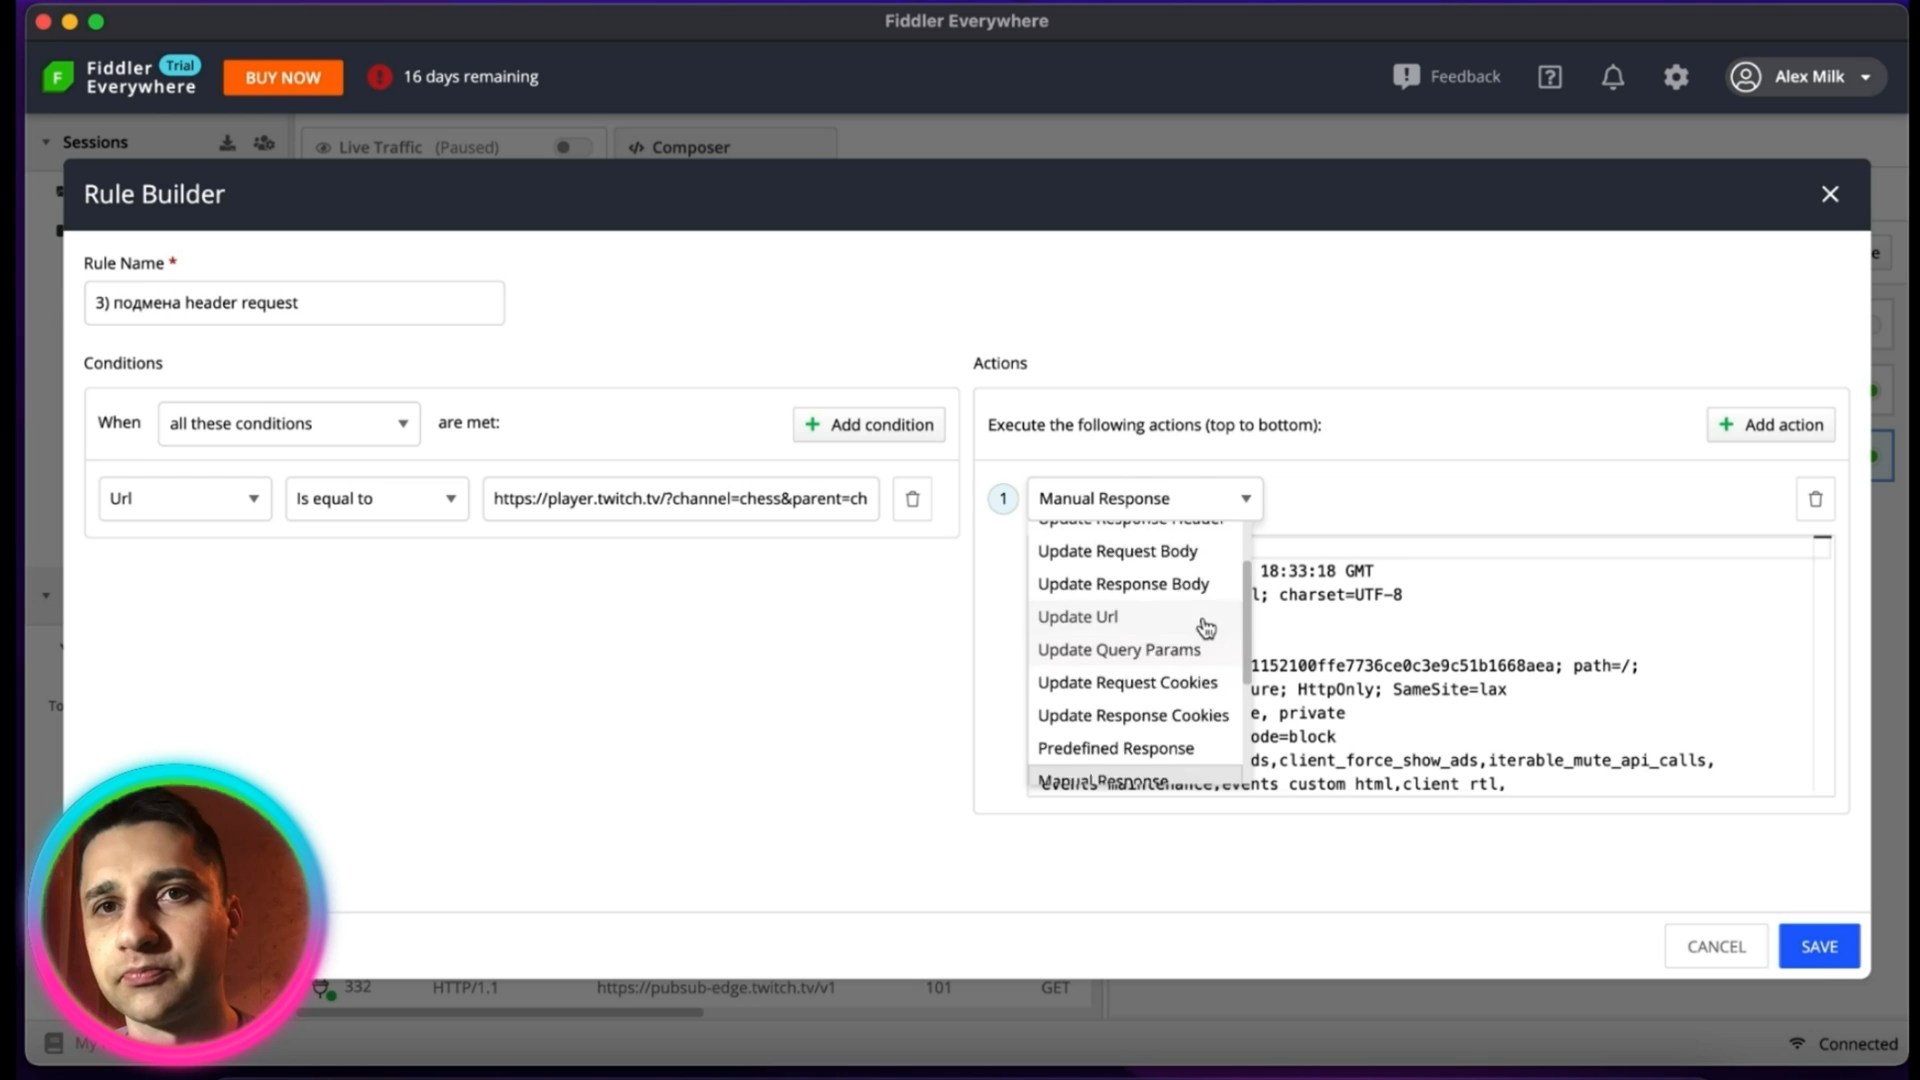 Fiddler Everywhere
F
Fiddler Trial
Everywhere
BUY NOW
! 16 days remaining
Feedback
?
Alex Milk
Sessions
Live Traffic (Paused)
</> Composer
Rule Builder
Rule Name *
3) подмена header request
Conditions
When all these conditions are met:
+ Add condition
Url
Is equal to
https://player.twitch.tv/?channel=chess&parent=ch
Actions
Execute the following actions (top to bottom):
+ Add action
1 Manual Response
Update Response Header
Update Request Body
Update Response Body
Update Url
Update Query Params
Update Request Cookies
Update Response Cookies
Predefined Response
Manual Response
18:33:18 GMT
l; charset=UTF-8
1152100ffe7736ce0c3e9c51b1668aea; path=/;
ure; HttpOnly; SameSite=lax
e, private
ode=block
ds,client_force_show_ads,iterable_mute_api_calls,
events maintenance,events custom html,client rtl,
CANCEL
SAVE
332 HTTP/1.1 https://pubsub-edge.twitch.tv/v1 101 GET
To
My
Connected
e